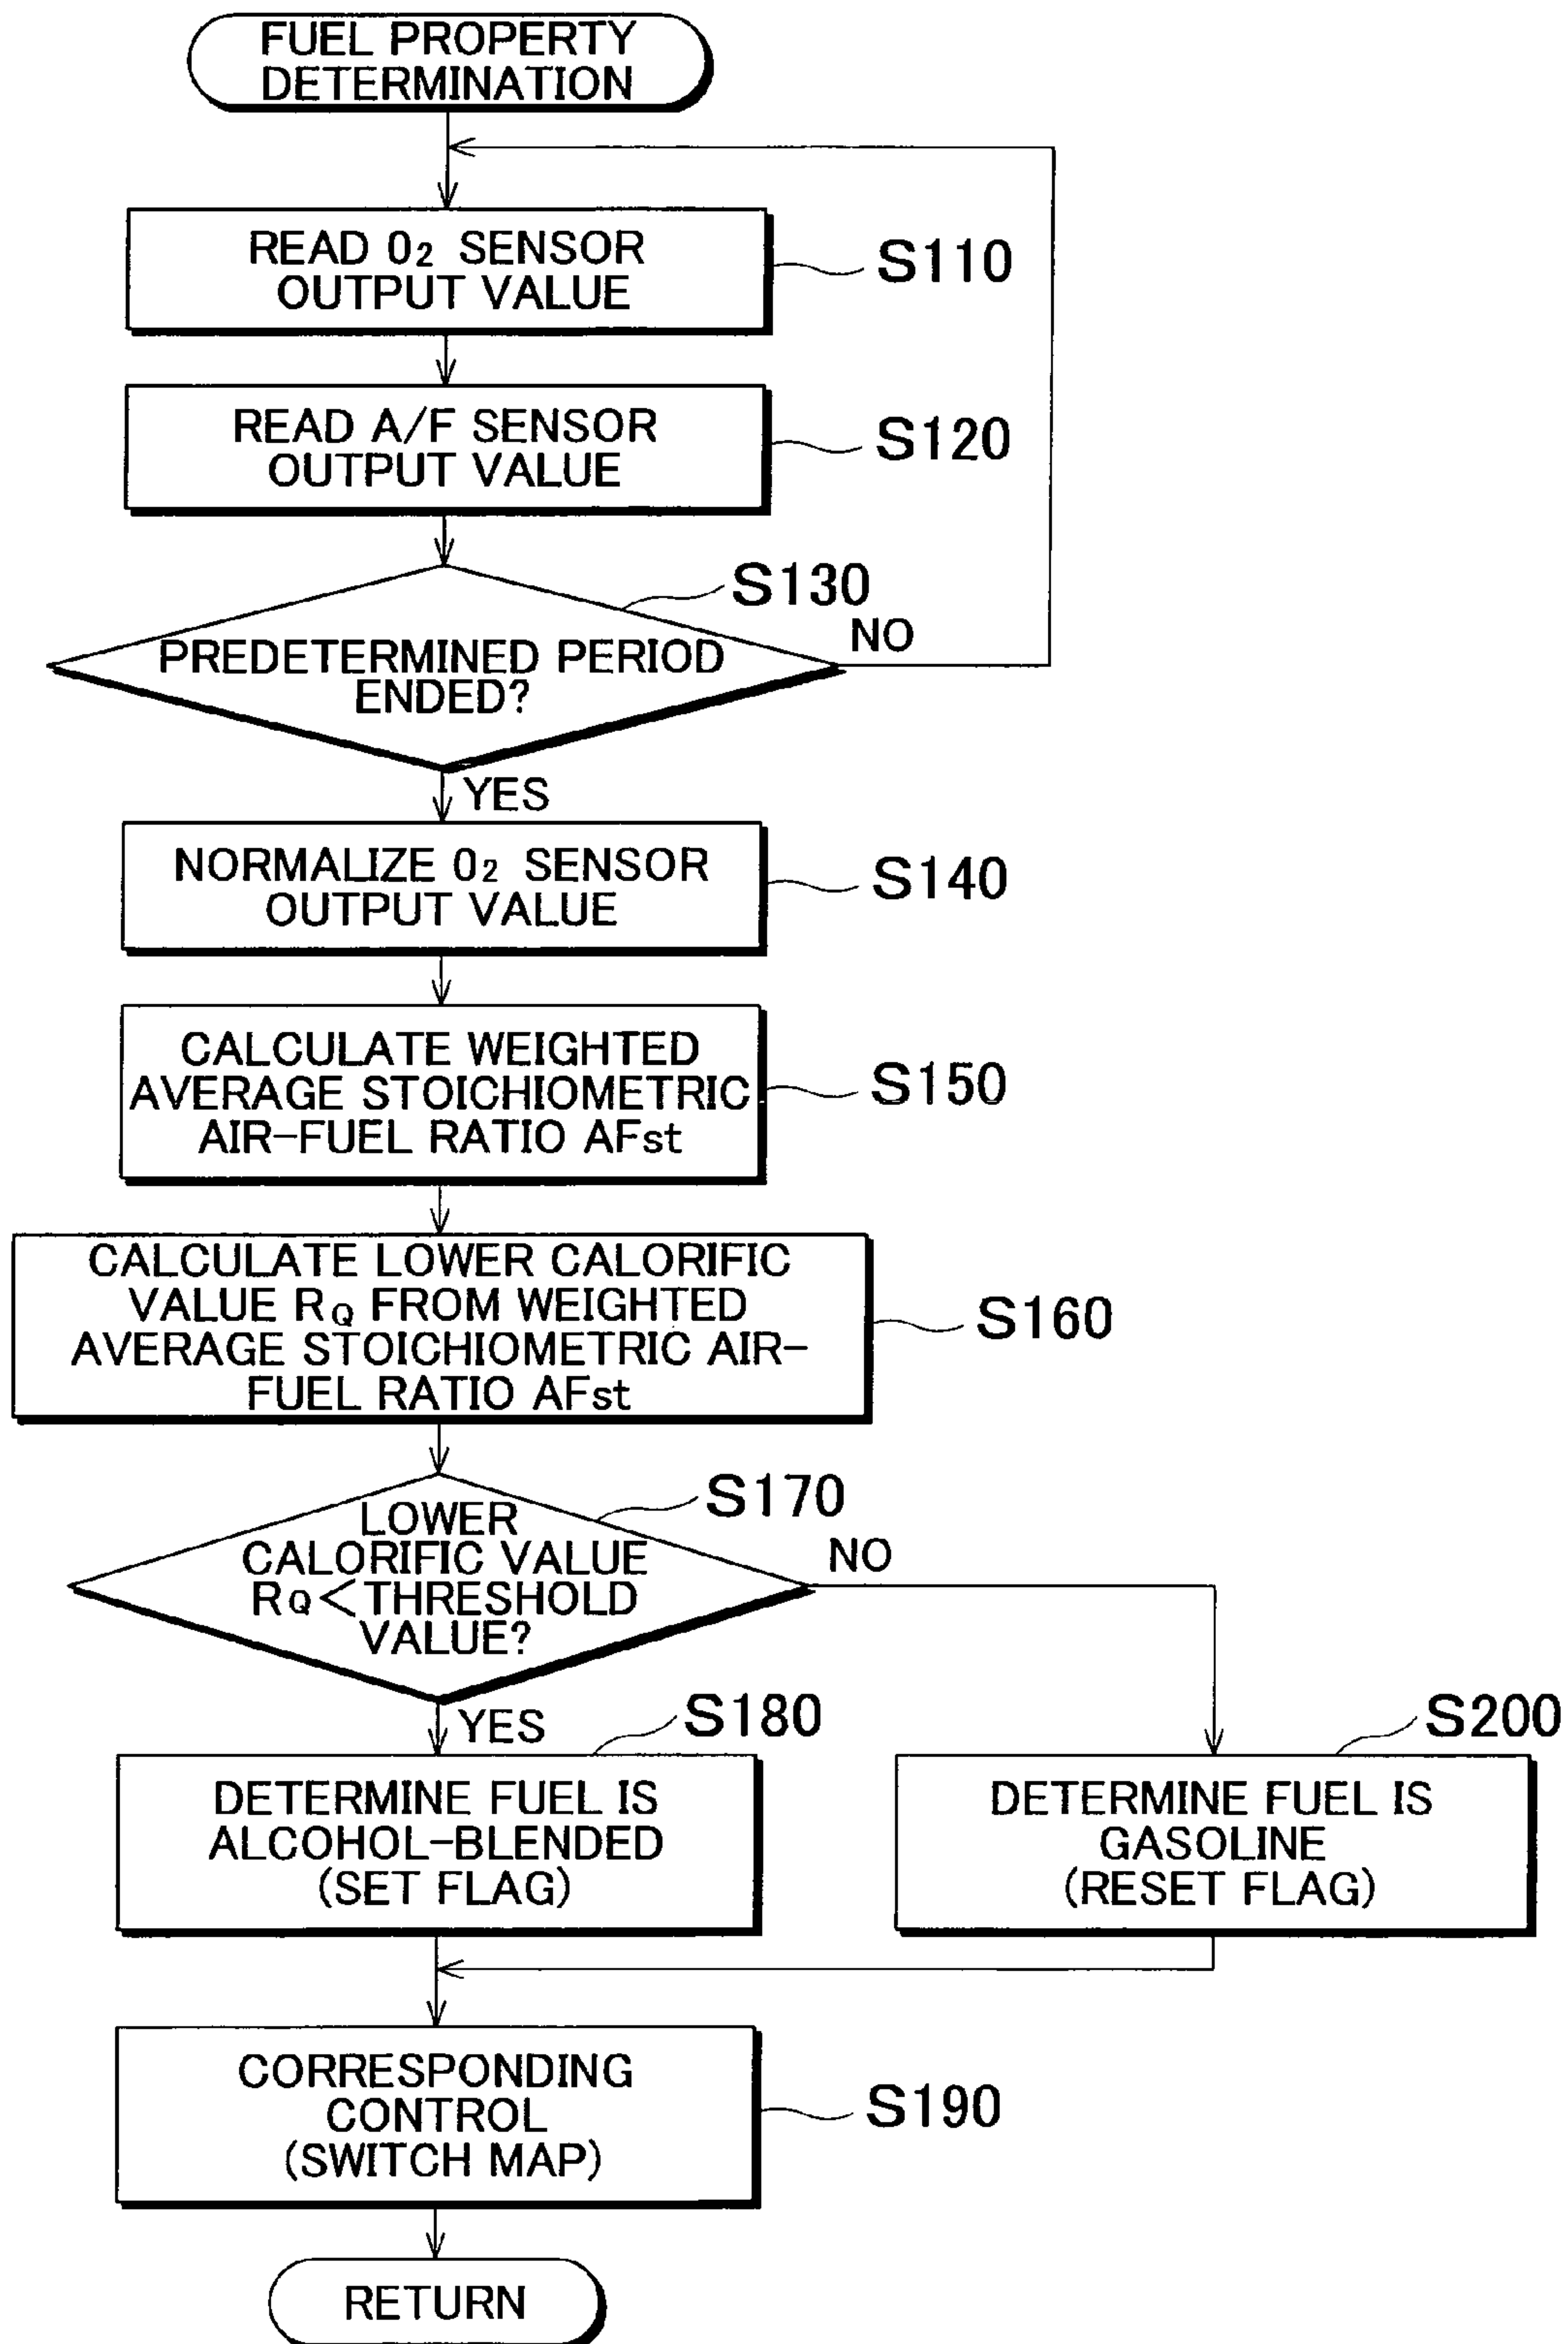 FUEL PROPERTY
DETERMINATION
READ O₂ SENSOR
OUTPUT VALUE
S110
READ A/F SENSOR
OUTPUT VALUE
S120
S130
PREDETERMINED PERIOD
ENDED?
NO
YES
NORMALIZE O₂ SENSOR
OUTPUT VALUE
S140
CALCULATE WEIGHTED
AVERAGE STOICHIOMETRIC
AIR-FUEL RATIO AFst
S150
CALCULATE LOWER CALORIFIC
VALUE RQ FROM WEIGHTED
AVERAGE STOICHIOMETRIC AIR-
FUEL RATIO AFst
S160
S170
LOWER
CALORIFIC VALUE
RQ<THRESHOLD
VALUE?
NO
YES
S180
DETERMINE FUEL IS
ALCOHOL-BLENDED
(SET FLAG)
S200
DETERMINE FUEL IS
GASOLINE
(RESET FLAG)
CORRESPONDING
CONTROL
(SWITCH MAP)
S190
RETURN